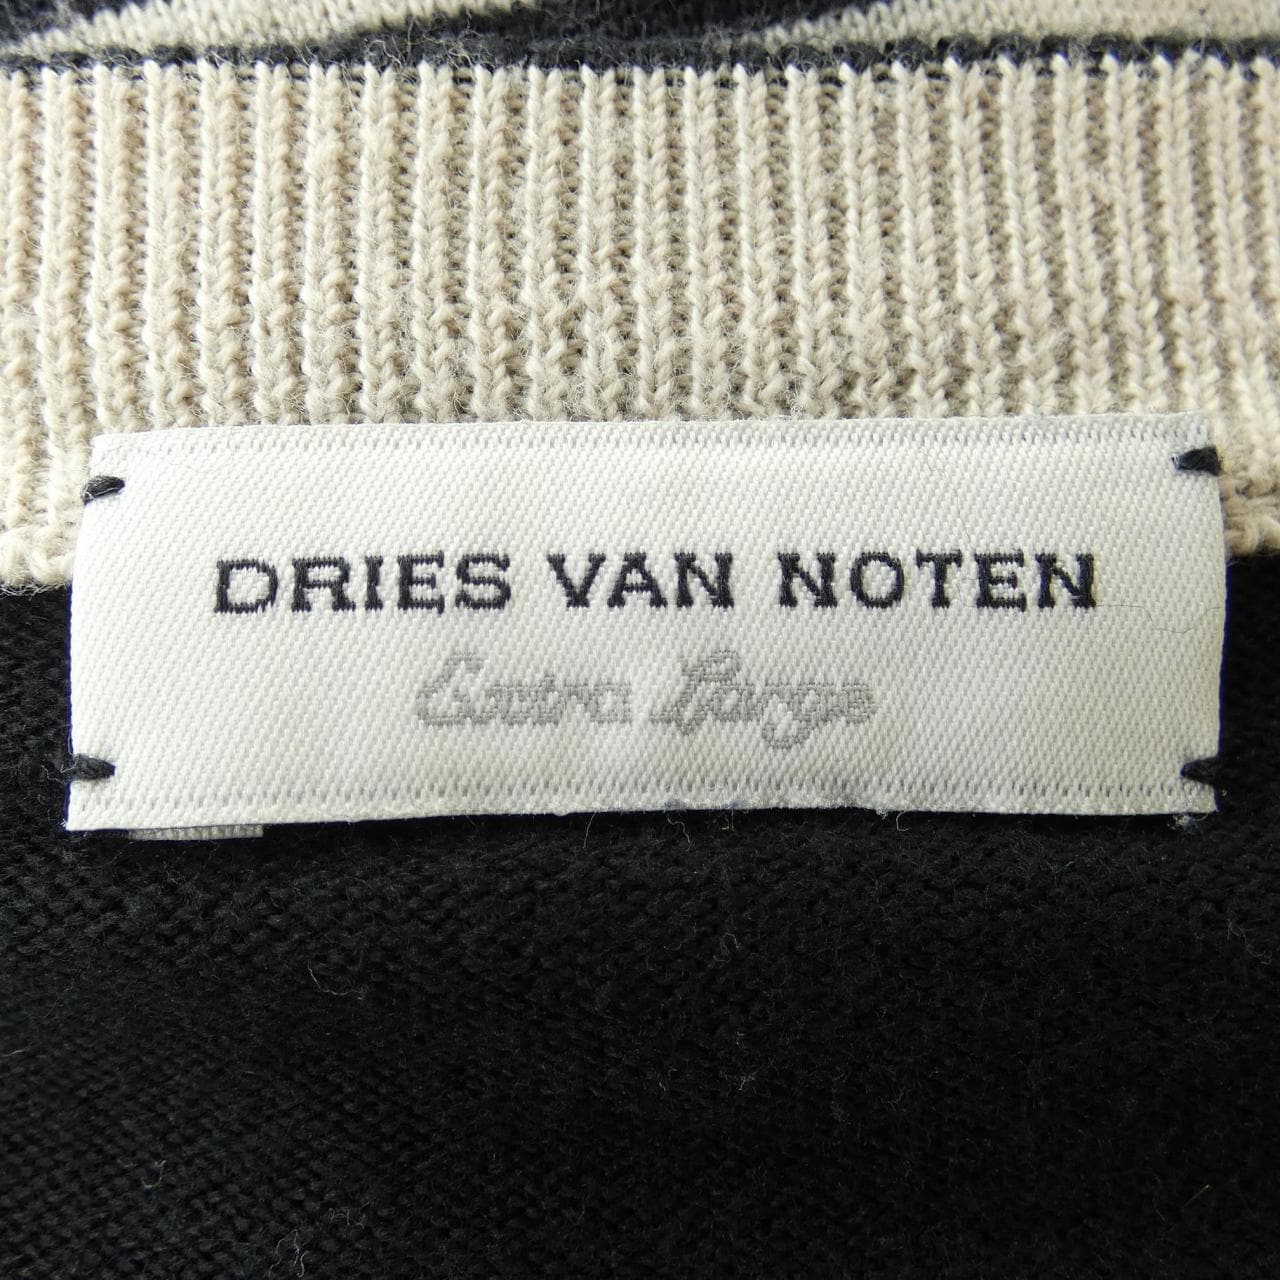 DRIES VAN NOTEN
Extra Large